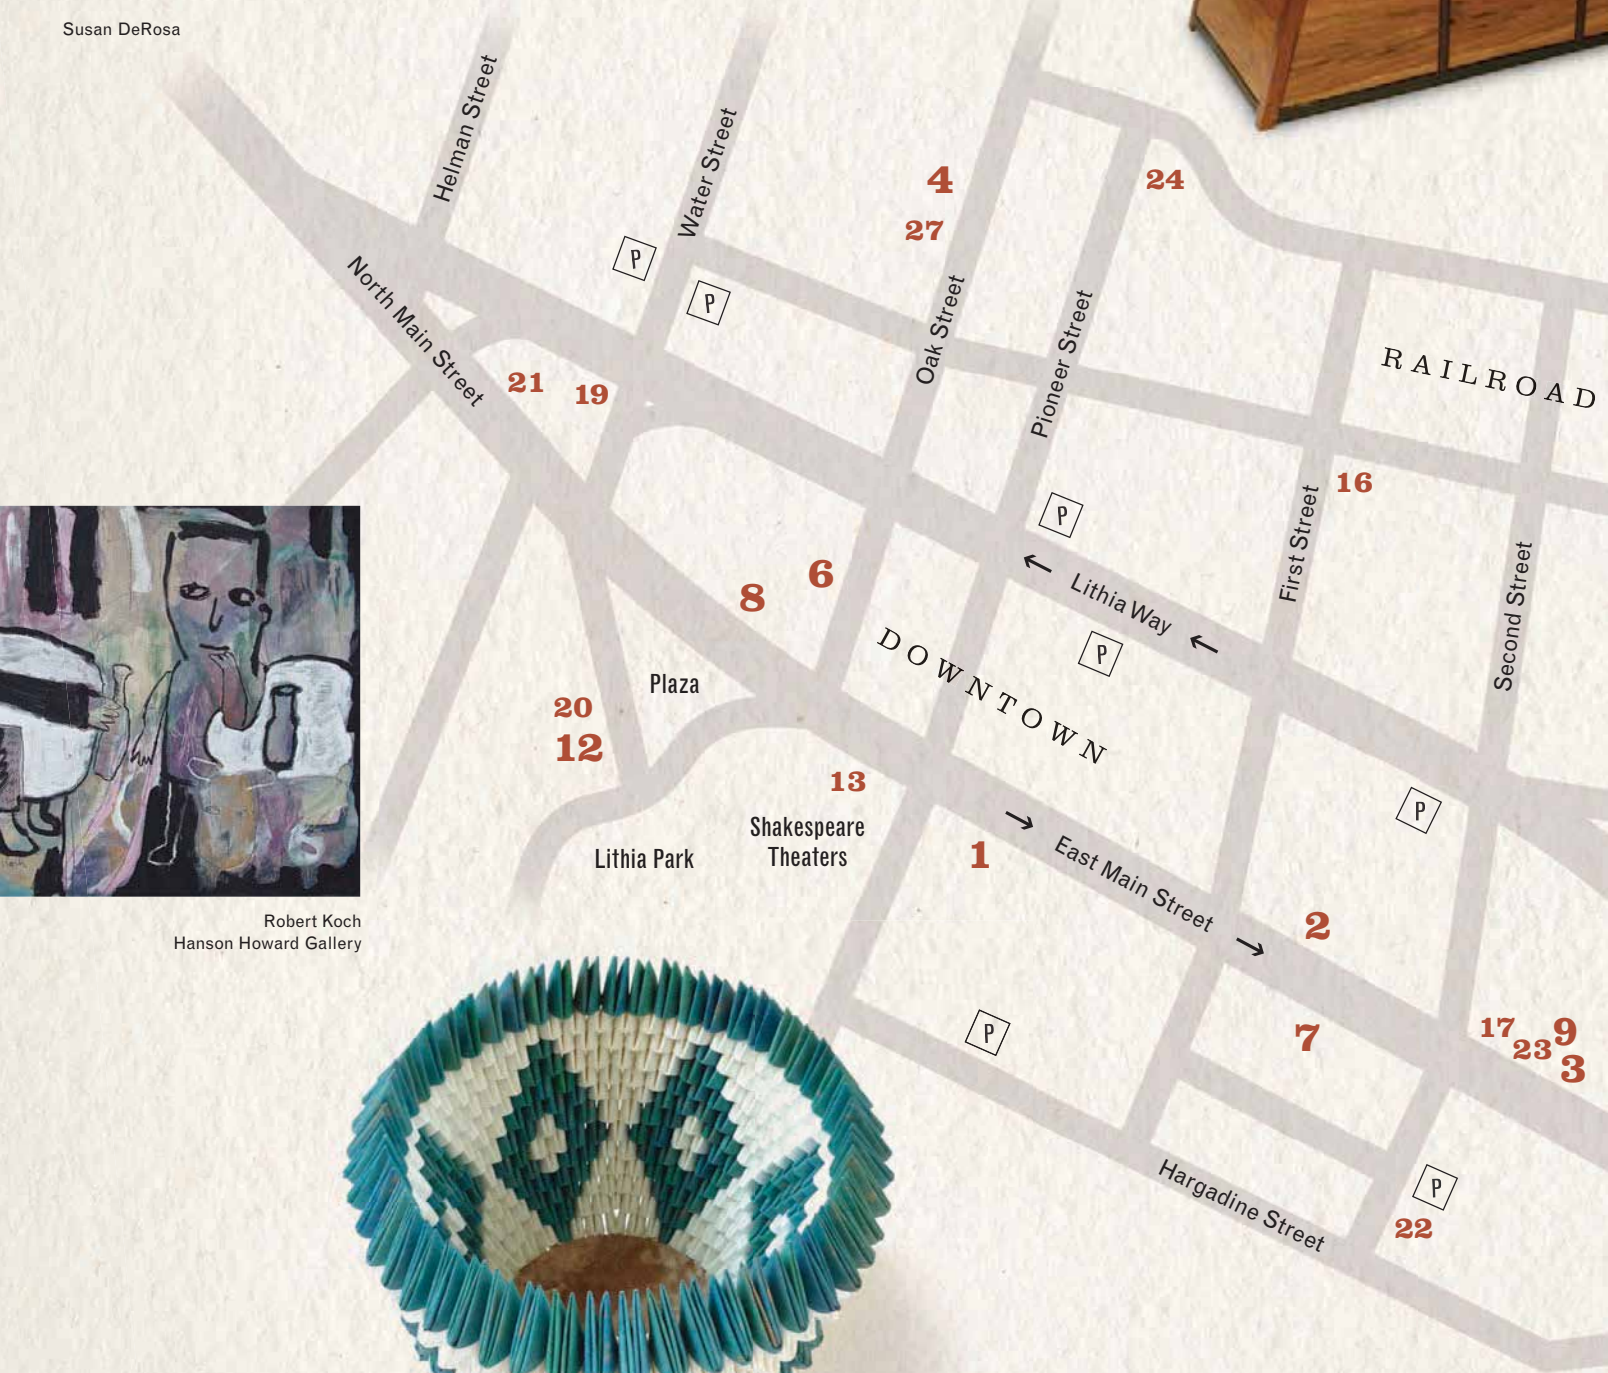 Susan DeRosa
Helman Street
Water Street
4
24
27
P
North Main Street
P
Oak Street
Pioneer Street
RAILROAD
21
19
16
First Street
P
Second Street
6
8
← Lithia Way ←
DOWNTOWN
P
Plaza
20
12
13
P
Shakespeare
Theaters
Lithia Park
1
→ East Main Street →
2
Robert Koch
Hanson Howard Gallery
P
7
17
9
23
3
P
22
Hargadine Street